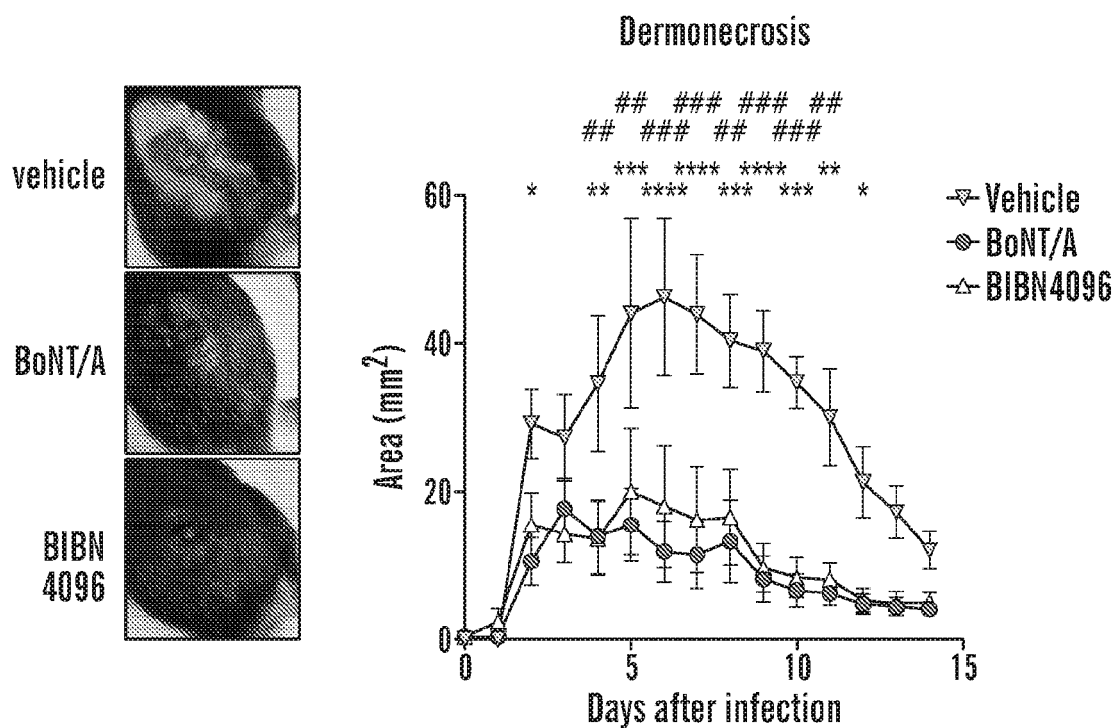 Dermonecrosis
vehicle
BoNT/A
BIBN
4096
## ### ### ##
## ### ## ###
*** **** **** **
* ** **** *** *** *
Vehicle
BoNT/A
BIBN4096
Area (mm²)
60
40
20
0
0 5 10 15
Days after infection